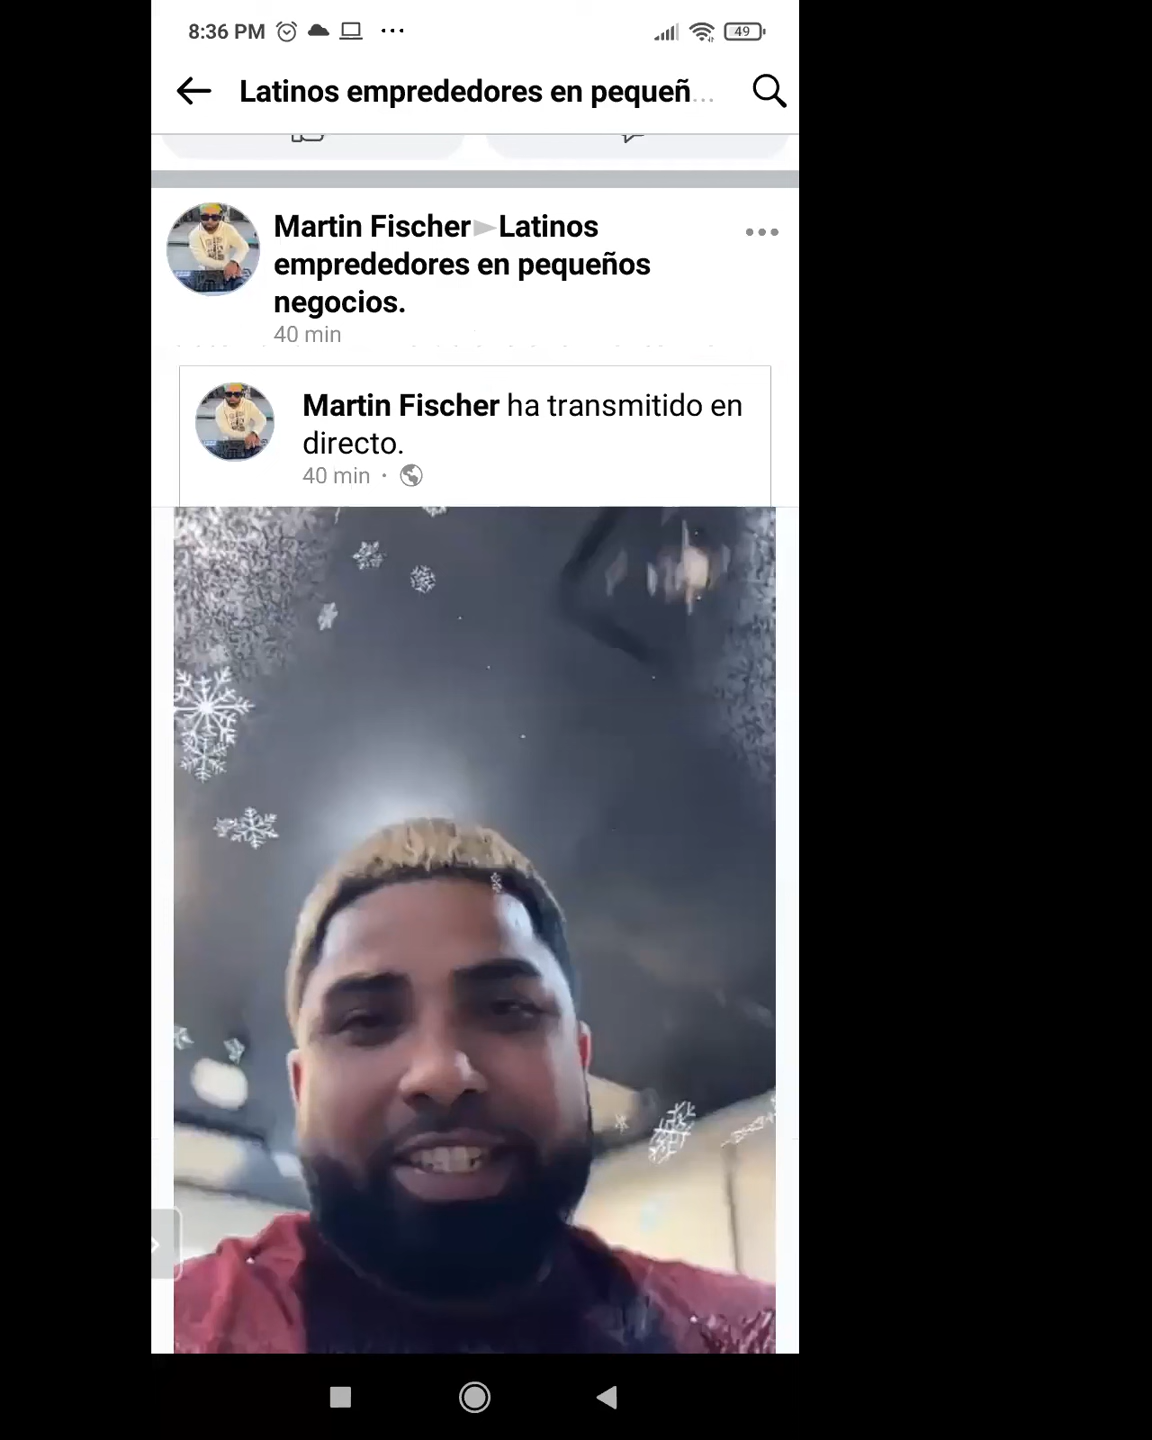 8:36 PM ... 49
Latinos emprededores en pequeñ...
Martin Fischer Latinos
emprededores en pequeños
negocios.
40 min
Martin Fischer ha transmitido en
directo.
40 min ·